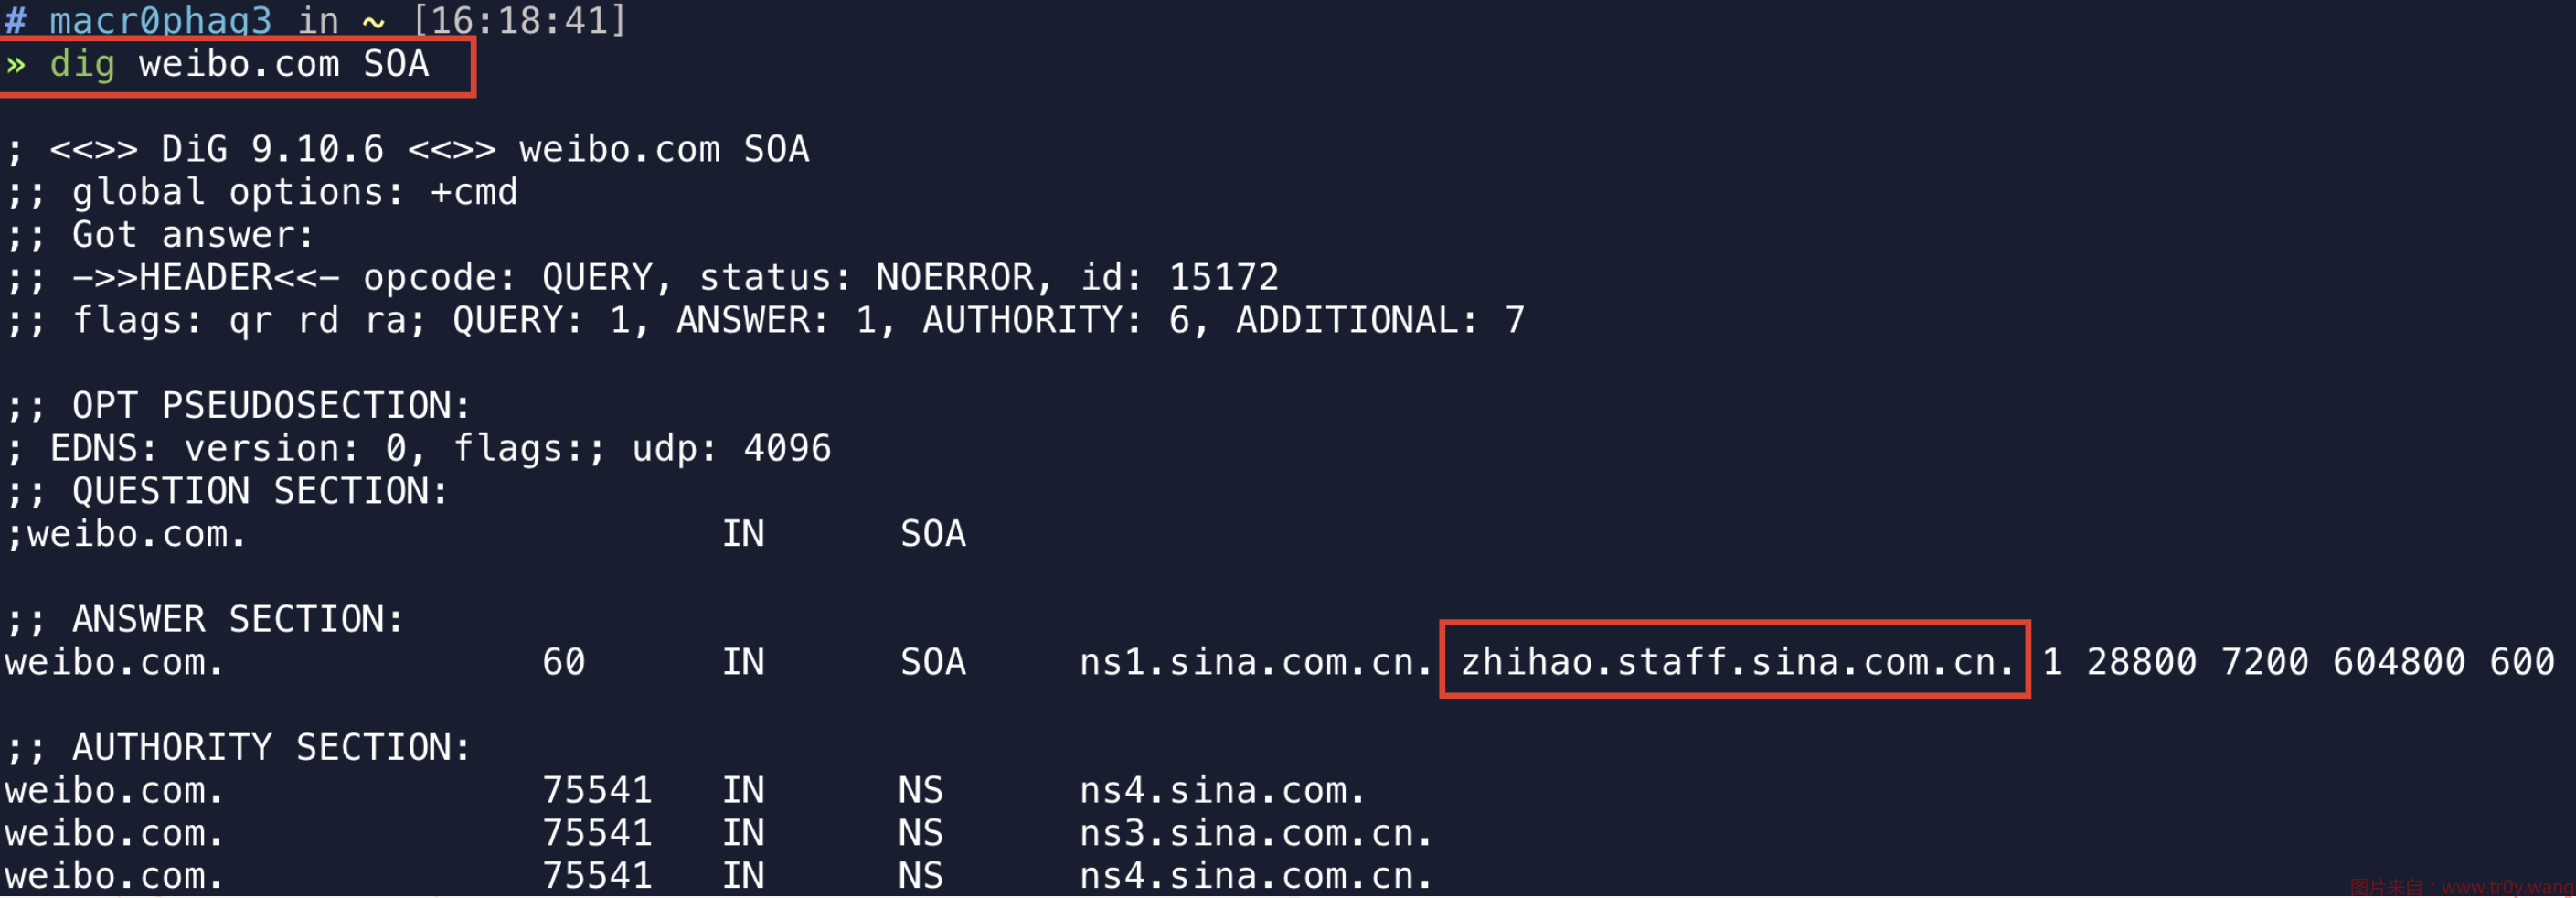 # macr0phag3 in ~ [16:18:41]
» dig weibo.com SOA
; <<>> DiG 9.10.6 <<>> weibo.com SOA
;; global options: +cmd
;; Got answer:
;; ->>HEADER<<- opcode: QUERY, status: NOERROR, id: 15172
;; flags: qr rd ra; QUERY: 1, ANSWER: 1, AUTHORITY: 6, ADDITIONAL: 7
;; OPT PSEUDOSECTION:
; EDNS: version: 0, flags:; udp: 4096
;; QUESTION SECTION:
;weibo.com. IN SOA
;; ANSWER SECTION:
weibo.com. 60 IN SOA ns1.sina.com.cn. zhihao.staff.sina.com.cn. 1 28800 7200 604800 600
;; AUTHORITY SECTION:
weibo.com. 75541 IN NS ns4.sina.com.
weibo.com. 75541 IN NS ns3.sina.com.cn.
weibo.com. 75541 IN NS ns4.sina.com.cn.
图片来自：www.tr0y.wang